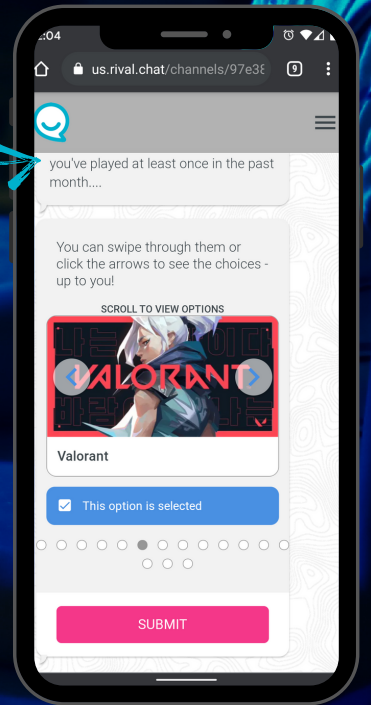 :04
us.rival.chat/channels/97e38
9
you've played at least once in the past
month....
You can swipe through them or
click the arrows to see the choices -
up to you!
SCROLL TO VIEW OPTIONS
VALORANT
Valorant
This option is selected
SUBMIT